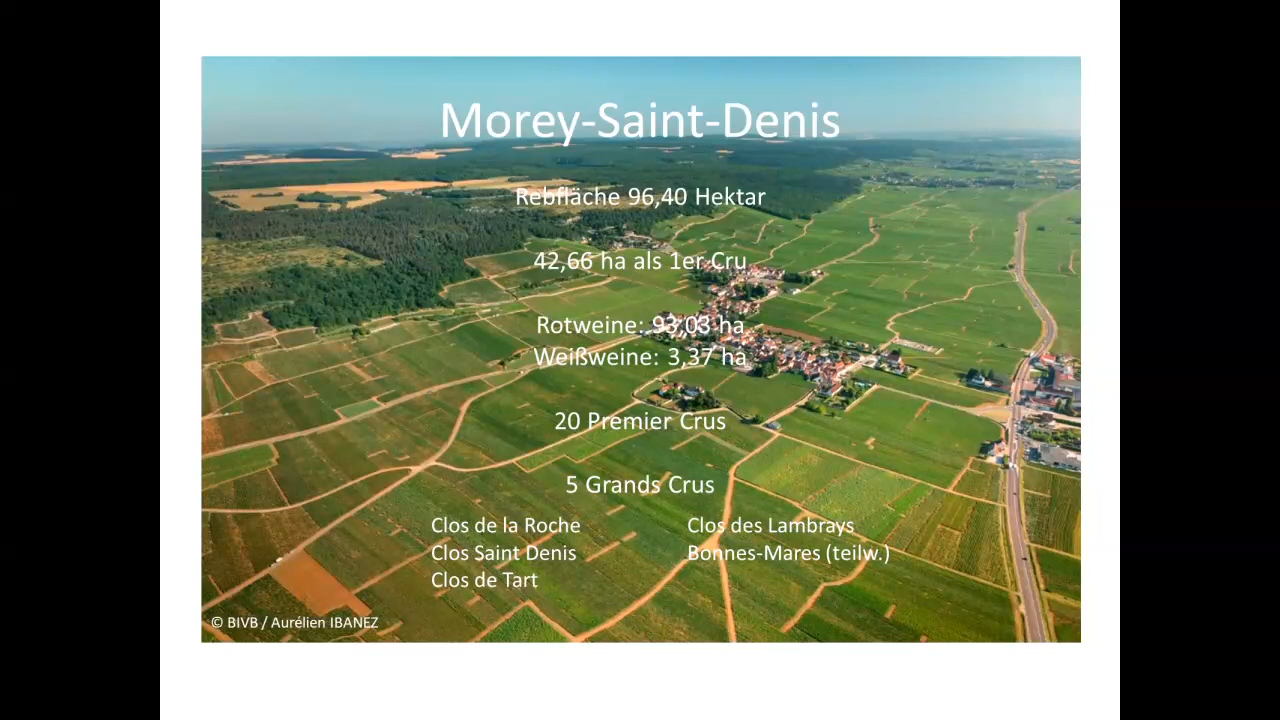 Morey-Saint-Denis
Rebfläche 96,40 Hektar
42,66 ha als 1er Cru
Rotweine: 93,03 ha
Weißweine: 3,37 ha
20 Premier Crus
5 Grands Crus
Clos de la Roche
Clos Saint Denis
Clos de Tart
Clos des Lambrays
Bonnes-Mares (teilw.)
© BIVB / Aurélien IBANEZ